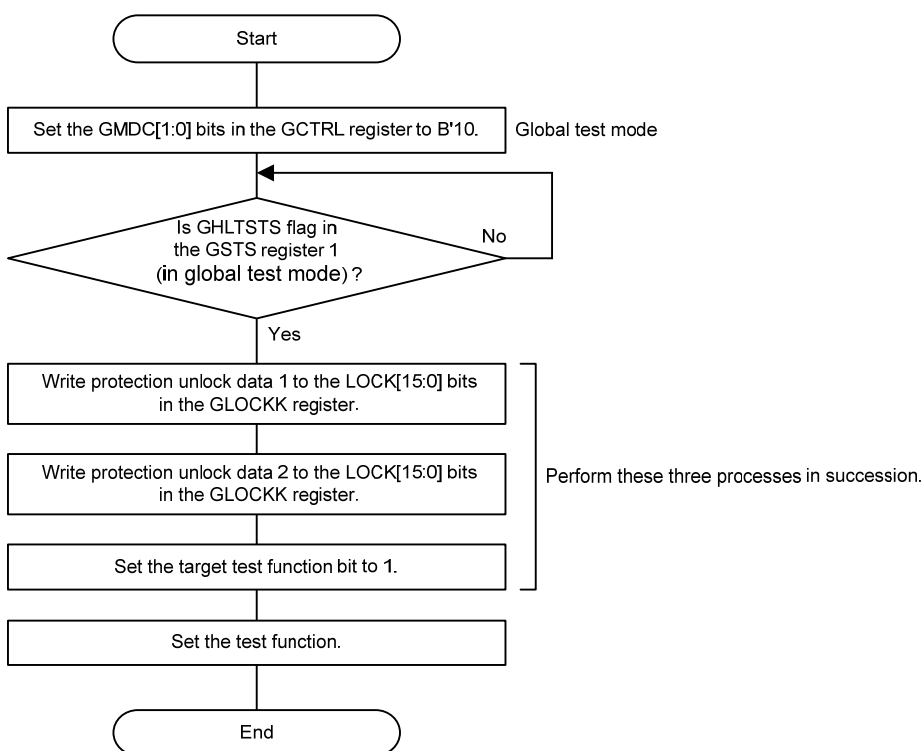 Start
Set the GMDC[1:0] bits in the GCTRL register to B'10.
Global test mode
Is GHLTSTS flag in
the GSTS register 1
(in global test mode) ?
No
Yes
Write protection unlock data 1 to the LOCK[15:0] bits
in the GLOCKK register.
Write protection unlock data 2 to the LOCK[15:0] bits
in the GLOCKK register.
Perform these three processes in succession.
Set the target test function bit to 1.
Set the test function.
End